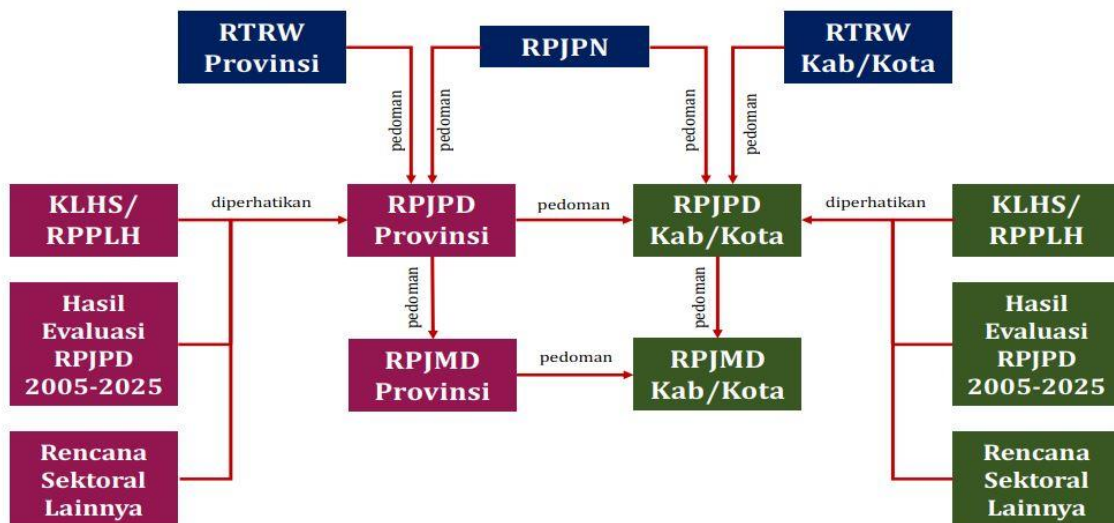 RTRW
Provinsi
RPJPN
RTRW
Kab/Kota
pedoman
pedoman
pedoman
pedoman
KLHS/
RPPLH
diperhatikan
RPJPD
Provinsi
pedoman
RPJPD
Kab/Kota
diperhatikan
KLHS/
RPPLH
Hasil
Evaluasi
RPJPD
2005-2025
pedoman
pedoman
Hasil
Evaluasi
RPJPD
2005-2025
RPJMD
Provinsi
pedoman
RPJMD
Kab/Kota
Rencana
Sektoral
Lainnya
Rencana
Sektoral
Lainnya